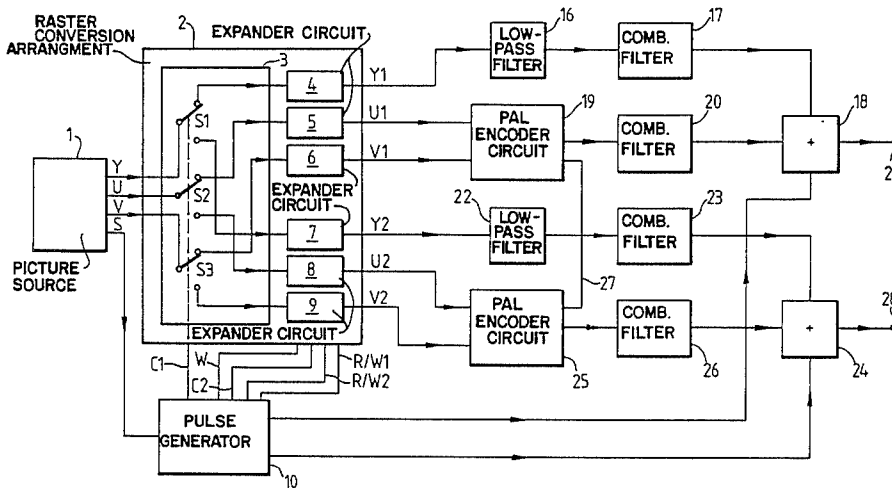 RASTER
CONVERSION
ARRANGMENT
2
EXPANDER CIRCUIT
3
4
Y1
16
LOW-
PASS
FILTER
17
COMB.
FILTER
S1
5
U1
19
PAL
ENCODER
CIRCUIT
20
COMB.
FILTER
18
+
1
Y
U
V
S
S2
6
V1
EXPANDER
CIRCUIT
22
LOW-
PASS
FILTER
23
COMB.
FILTER
PICTURE
SOURCE
S3
7
Y2
8
U2
27
9
V2
EXPANDER CIRCUIT
PAL
ENCODER
CIRCUIT
25
COMB.
FILTER
26
+
24
28
C1
W
C2
R/W1
R/W2
PULSE
GENERATOR
10